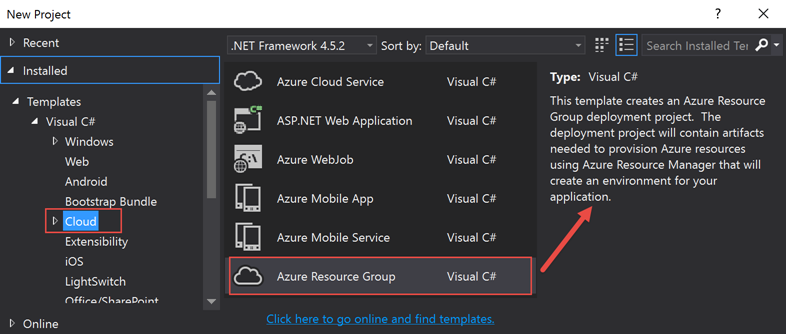 New Project
? 
Recent
.NET Framework 4.5.2
Sort by: Default
Search Installed Ter
Installed
Templates
Visual C#
Windows
Web
Android
Bootstrap Bundle
Cloud
Extensibility
iOS
LightSwitch
Office/SharePoint
Online
Azure Cloud Service Visual C#
ASP.NET Web Application Visual C#
Azure WebJob Visual C#
Azure Mobile App Visual C#
Azure Mobile Service Visual C#
Azure Resource Group Visual C#
Click here to go online and find templates.
Type: Visual C#
This template creates an Azure Resource
Group deployment project. The
deployment project will contain artifacts
needed to provision Azure resources
using Azure Resource Manager that will
create an environment for your
application.